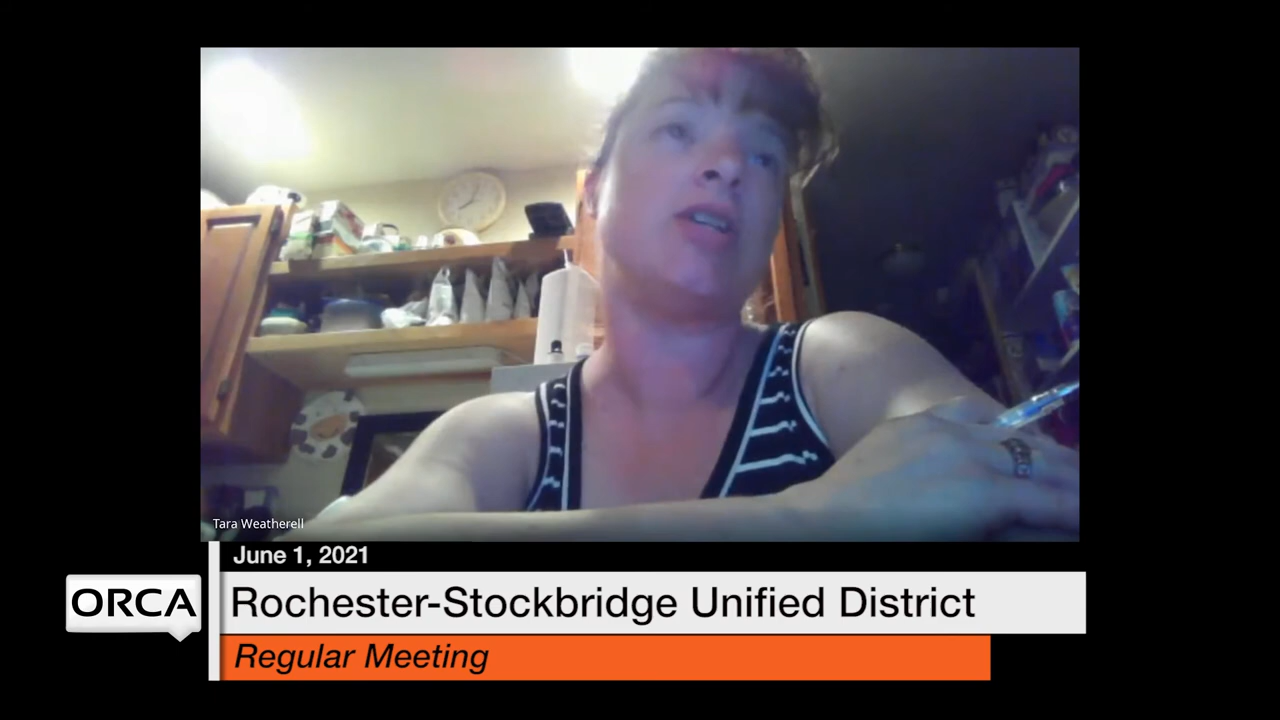 Tara Weatherell
June 1, 2021
ORCA
Rochester-Stockbridge Unified District
Regular Meeting